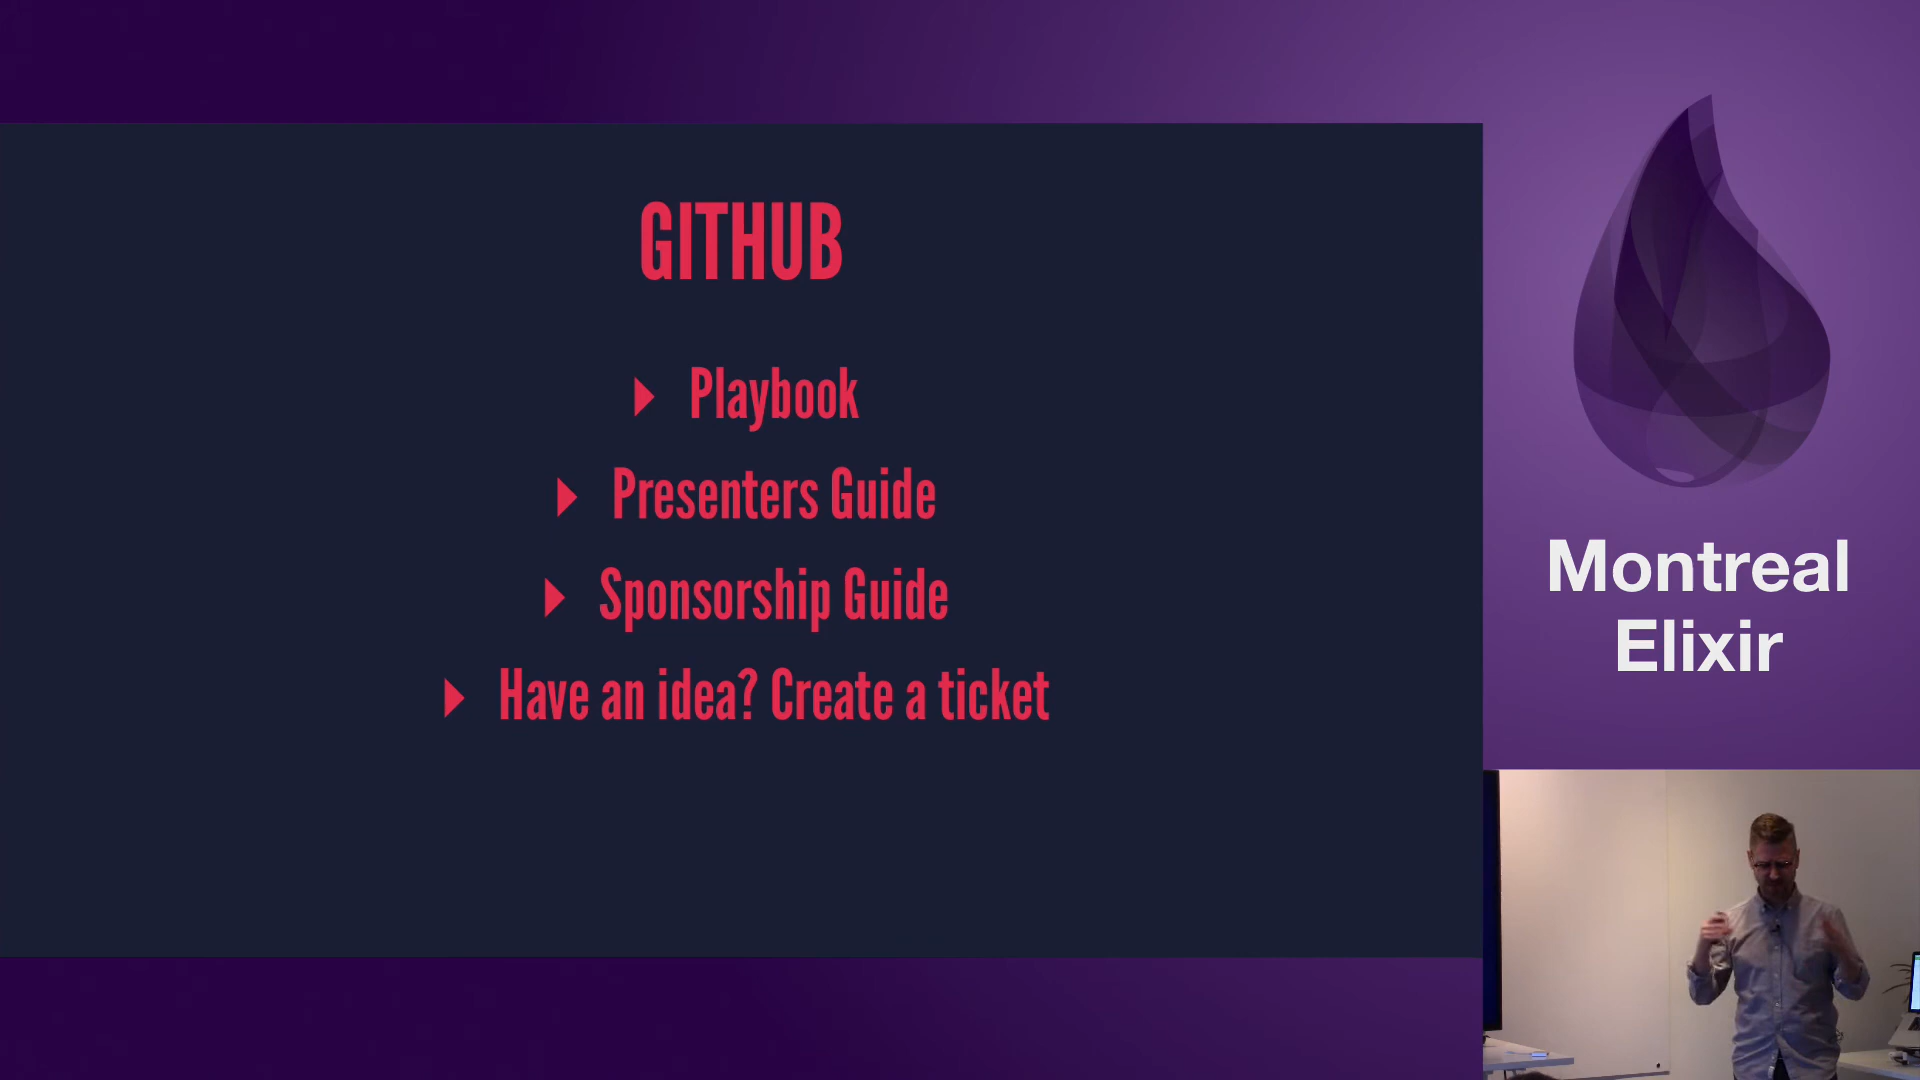 GITHUB
Playbook
Presenters Guide
Sponsorship Guide
Have an idea? Create a ticket
Montreal
Elixir